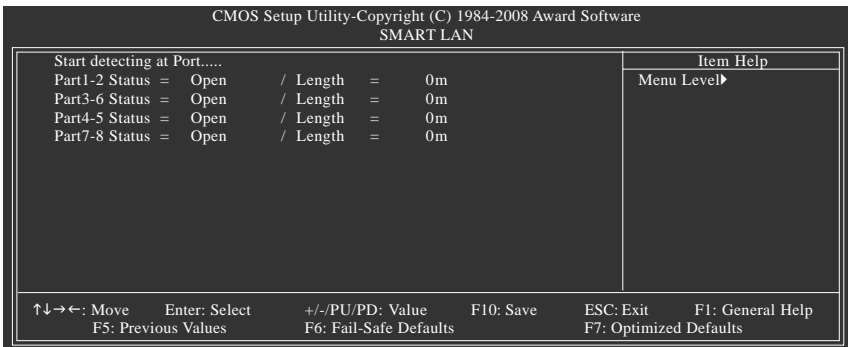 CMOS Setup Utility-Copyright (C) 1984-2008 Award Software
SMART LAN
Start detecting at Port.....
Part1-2 Status = Open / Length = 0m
Part3-6 Status = Open / Length = 0m
Part4-5 Status = Open / Length = 0m
Part7-8 Status = Open / Length = 0m
Item Help
Menu Level▶
↑↓→←: Move Enter: Select +/-/PU/PD: Value F10: Save ESC: Exit F1: General Help
F5: Previous Values F6: Fail-Safe Defaults F7: Optimized Defaults